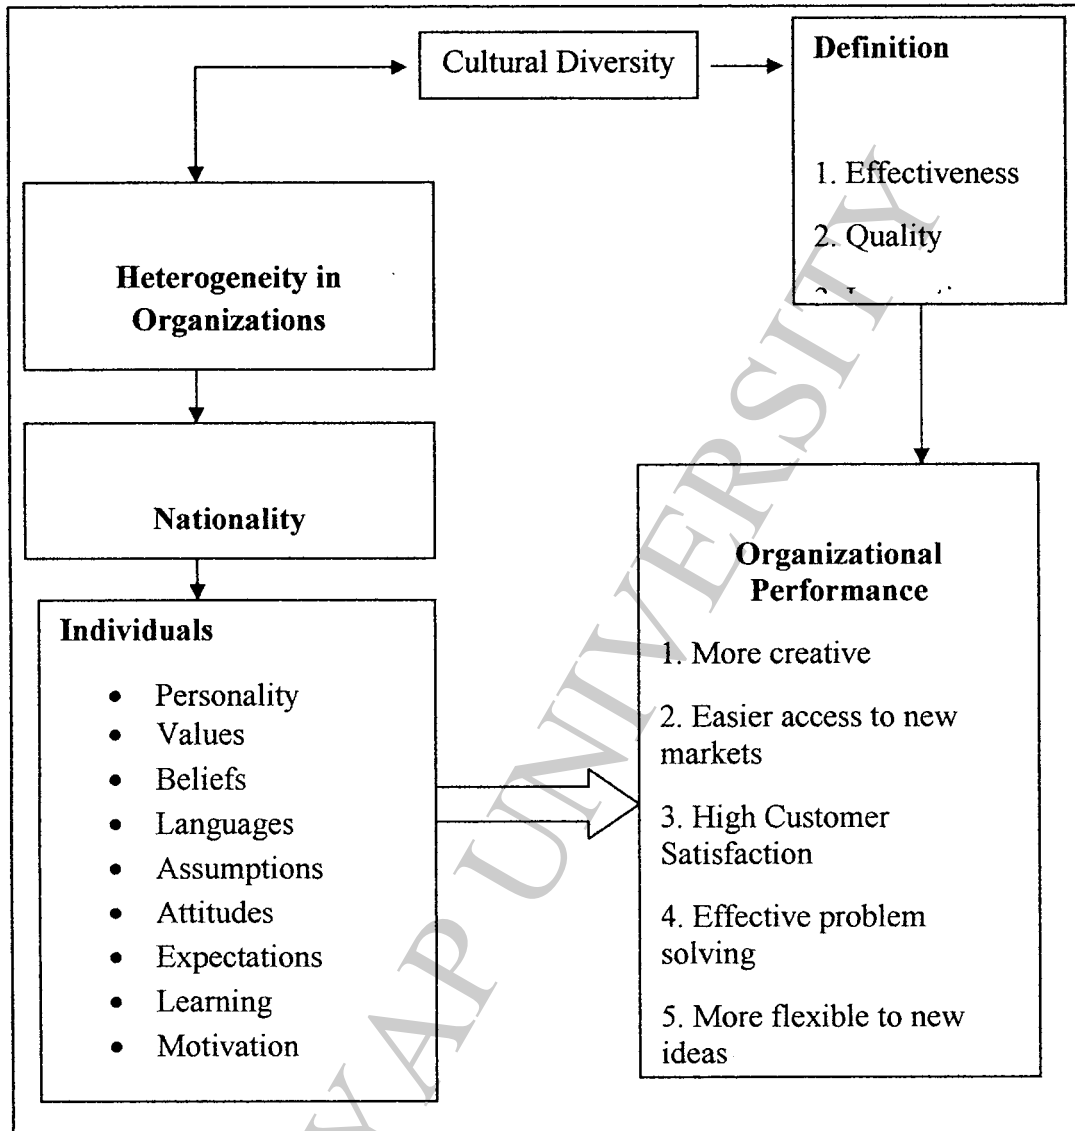 Cultural Diversity
Definition
1. Effectiveness
2. Quality
Heterogeneity in
Organizations
Nationality
Individuals
• Personality
• Values
• Beliefs
• Languages
• Assumptions
• Attitudes
• Expectations
• Learning
• Motivation
Organizational
Performance
1. More creative
2. Easier access to new
markets
3. High Customer
Satisfaction
4. Effective problem
solving
5. More flexible to new
ideas
YAP UNIVERSITY